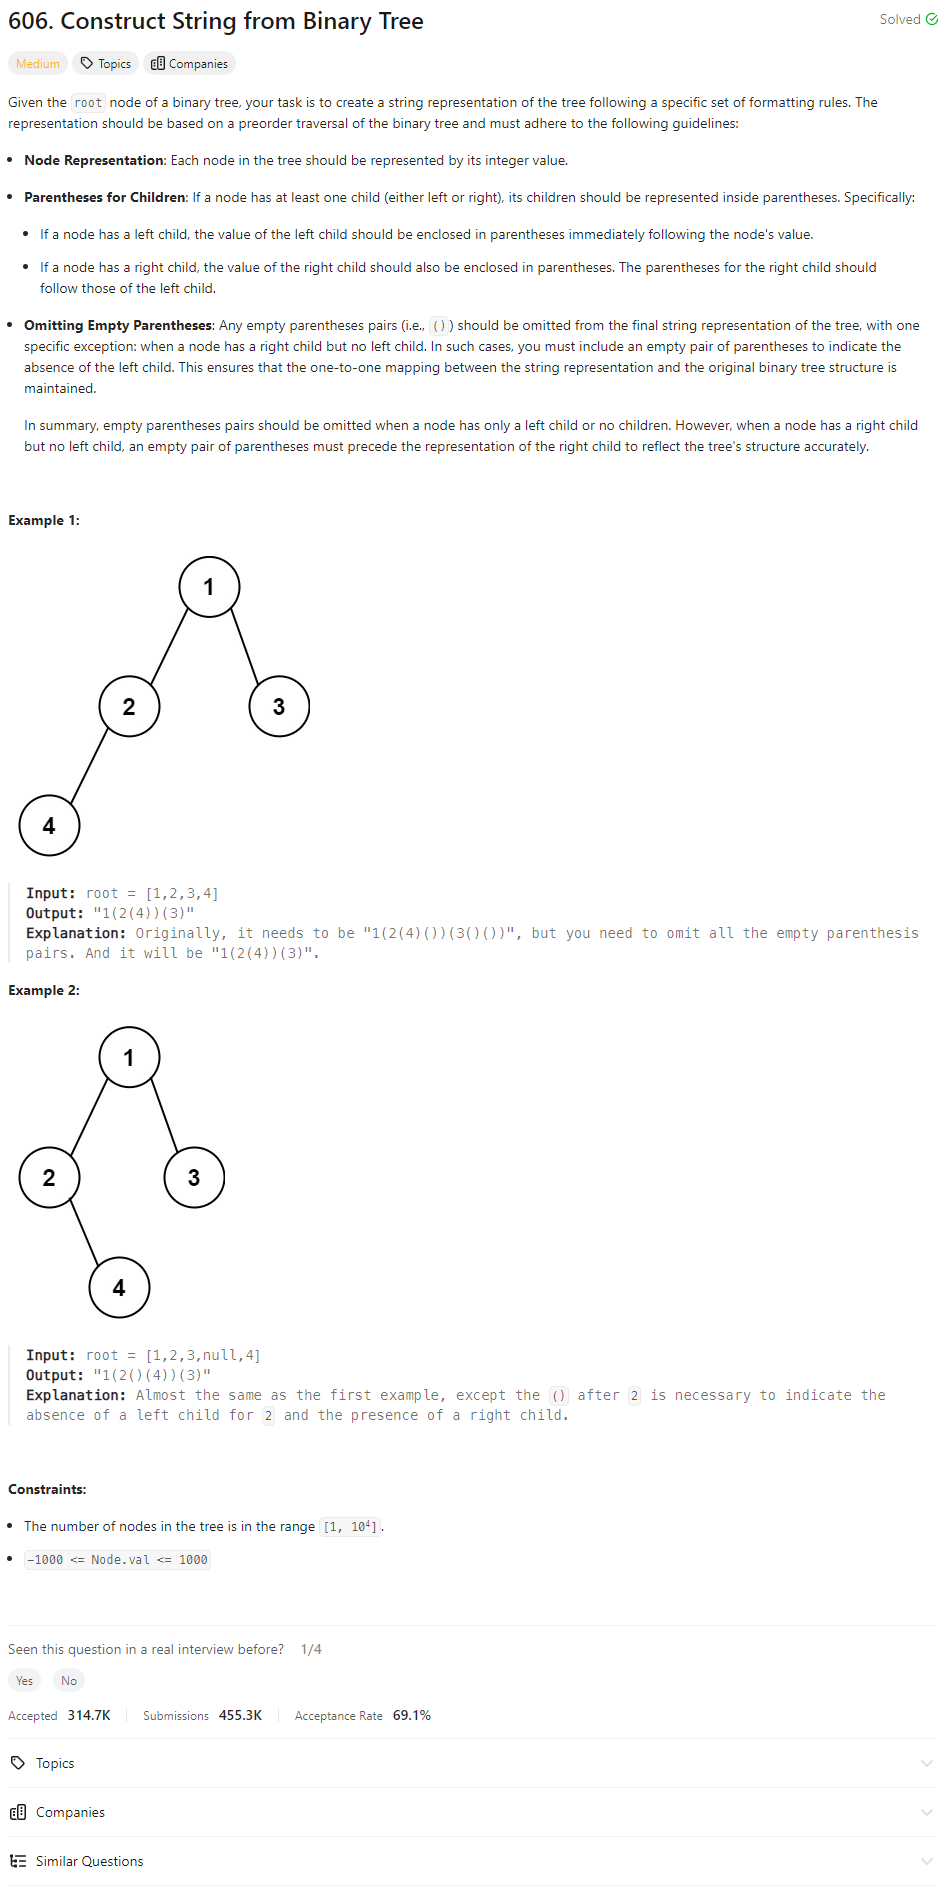 606. Construct String from Binary Tree
Solved
Medium
Topics
Companies
Given the root node of a binary tree, your task is to create a string representation of the tree following a specific set of formatting rules. The
representation should be based on a preorder traversal of the binary tree and must adhere to the following guidelines:
• Node Representation: Each node in the tree should be represented by its integer value.
• Parentheses for Children: If a node has at least one child (either left or right), its children should be represented inside parentheses. Specifically:
• If a node has a left child, the value of the left child should be enclosed in parentheses immediately following the node's value.
• If a node has a right child, the value of the right child should also be enclosed in parentheses. The parentheses for the right child should
follow those of the left child.
• Omitting Empty Parentheses: Any empty parentheses pairs (i.e., ()) should be omitted from the final string representation of the tree, with one
specific exception: when a node has a right child but no left child. In such cases, you must include an empty pair of parentheses to indicate the
absence of the left child. This ensures that the one-to-one mapping between the string representation and the original binary tree structure is
maintained.
In summary, empty parentheses pairs should be omitted when a node has only a left child or no children. However, when a node has a right child
but no left child, an empty pair of parentheses must precede the representation of the right child to reflect the tree's structure accurately.
Example 1:
1
2 3
4
Input: root = [1,2,3,4]
Output: "1(2(4))(3)"
Explanation: Originally, it needs to be "1(2(4)())(3()())", but you need to omit all the empty parenthesis
pairs. And it will be "1(2(4))(3)".
Example 2:
1
2 3
4
Input: root = [1,2,3,null,4]
Output: "1(2()(4))(3)"
Explanation: Almost the same as the first example, except the () after 2 is necessary to indicate the
absence of a left child for 2 and the presence of a right child.
Constraints:
• The number of nodes in the tree is in the range [1, 10⁴].
• -1000 <= Node.val <= 1000
Seen this question in a real interview before? 1/4
Yes No
Accepted 314.7K Submissions 455.3K Acceptance Rate 69.1%
Topics
Companies
Similar Questions